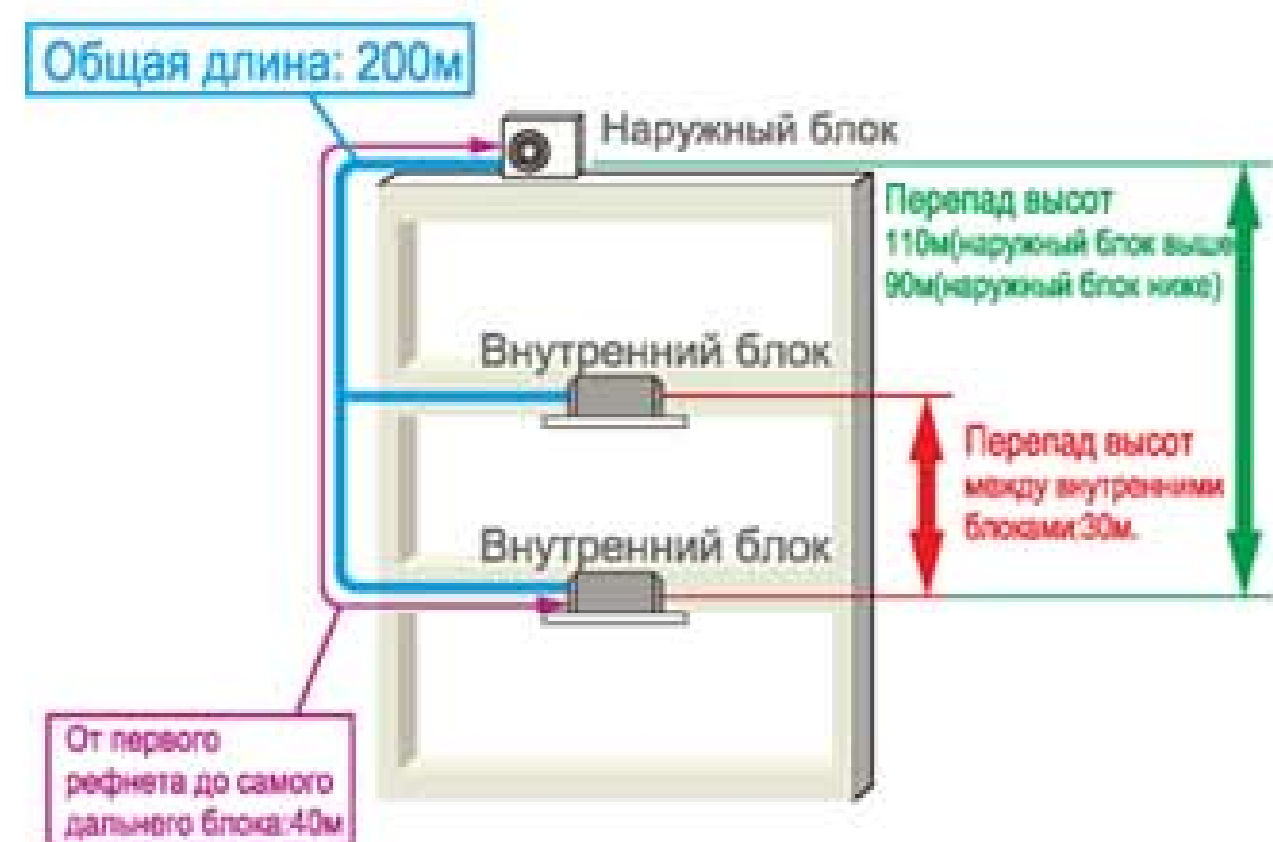 Общая длина: 200м
Наружный блок
Перепад высот
110м(наружный блок выше
90м(наружный блок ниже)
Внутренний блок
Перепад высот
между внутренними
блоками:30м.
Внутренний блок
От первого
рефнета до самого
дальнего блока:40м